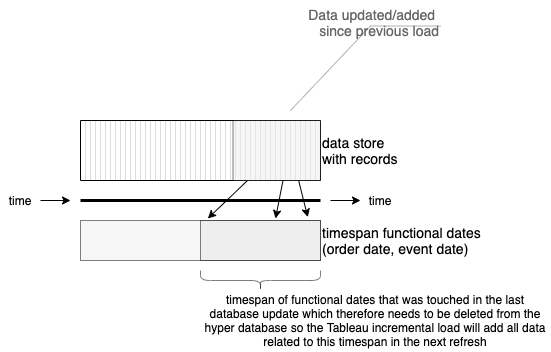 Data updated/added
since previous load
data store
with records
time
time
timespan functional dates
(order date, event date)
timespan of functional dates that was touched in the last
database update which therefore needs to be deleted from the
hyper database so the Tableau incremental load will add all data
related to this timespan in the next refresh